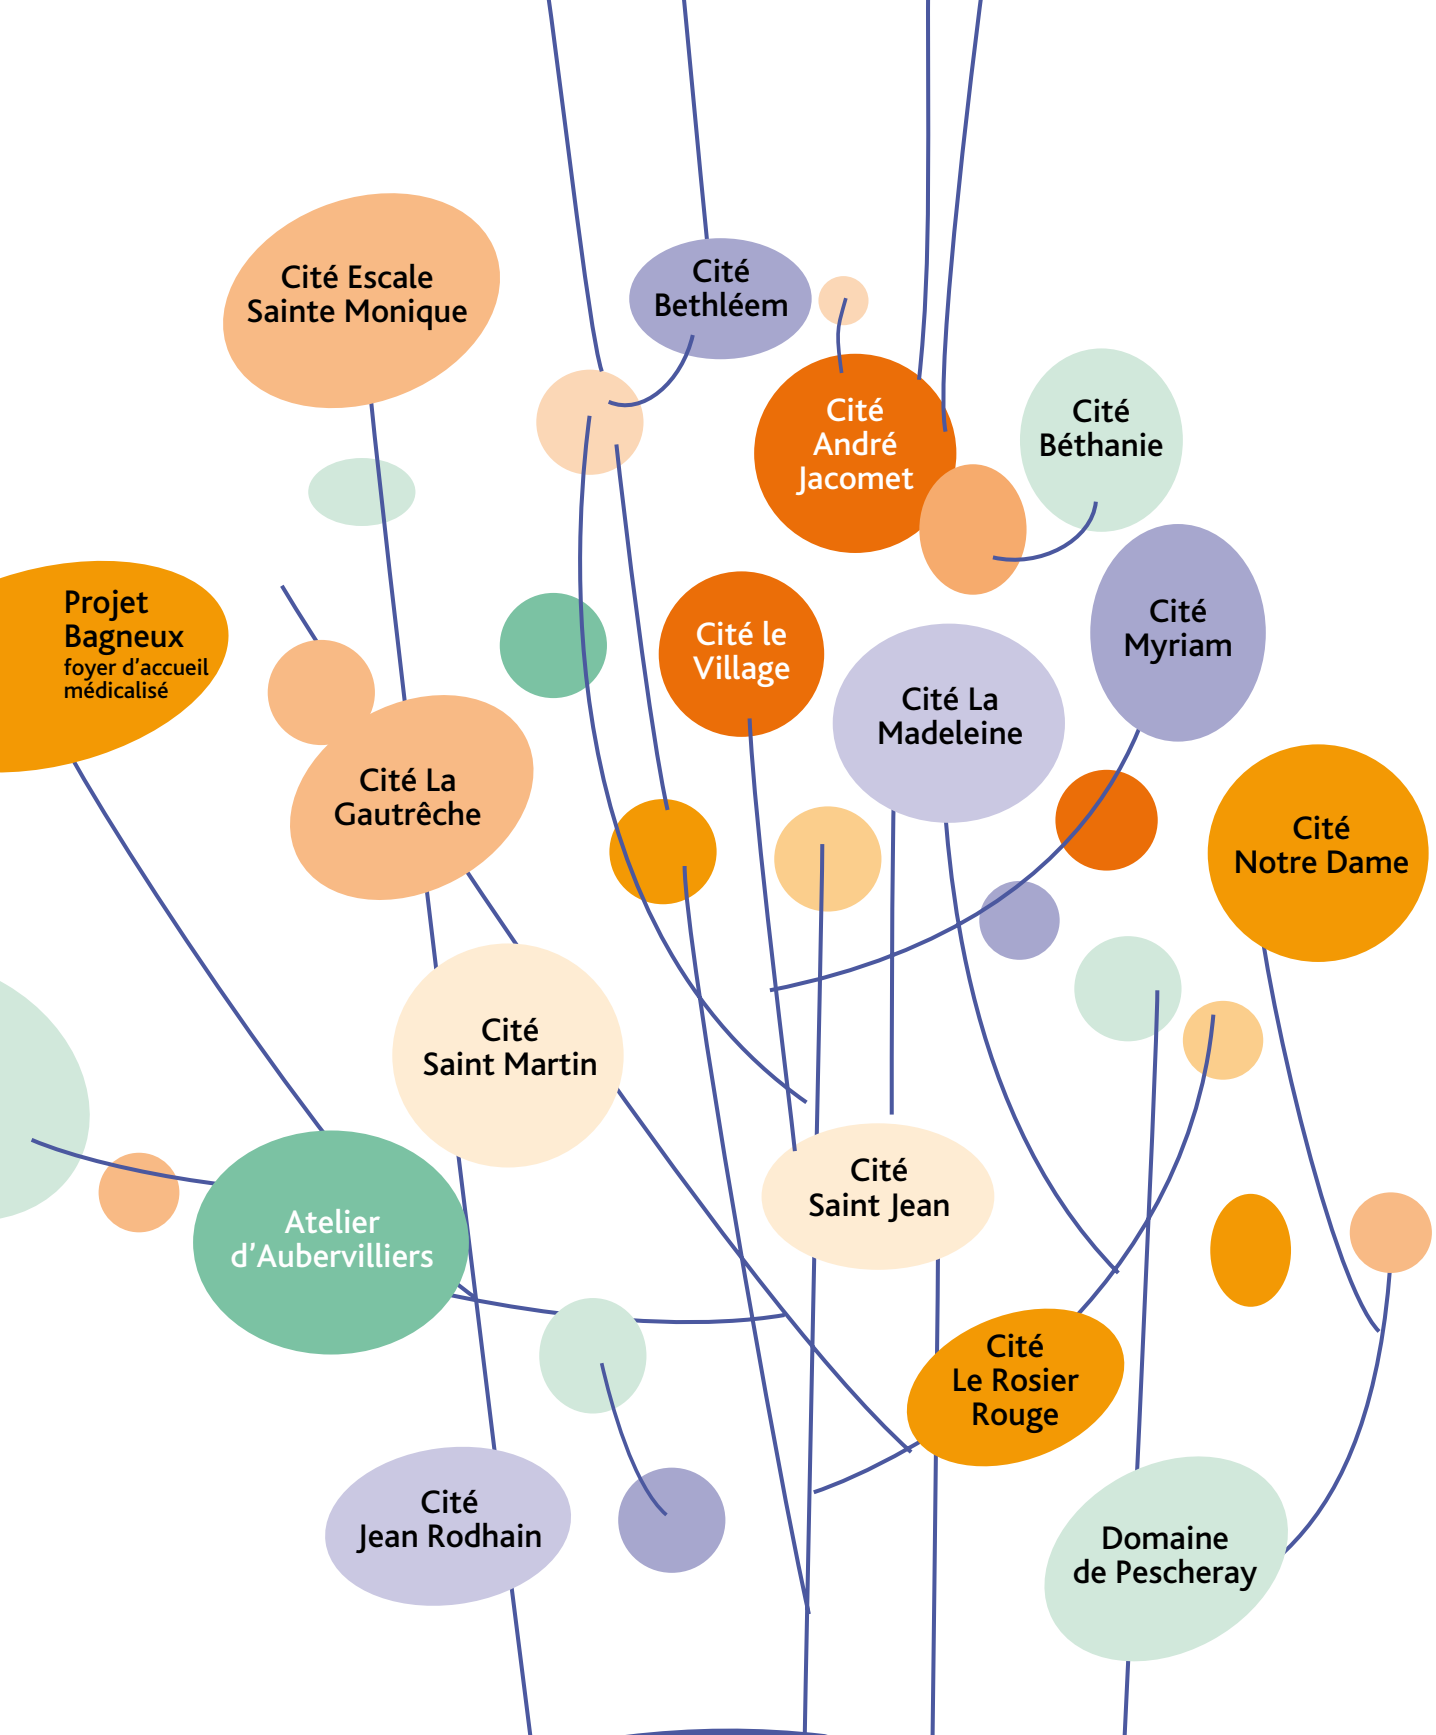 Cité Escale
Sainte Monique
Cité
Bethléem
Cité
André
Jacomet
Cité
Béthanie
Projet
Bagneux
foyer d'accueil
médicalisé
Cité le
Village
Cité
Myriam
Cité La
Madeleine
Cité La
Gautrêche
Cité
Notre Dame
Cité
Saint Martin
Cité
Saint Jean
Atelier
d'Aubervilliers
Cité
Le Rosier
Rouge
Cité
Jean Rodhain
Domaine
de Pescheray